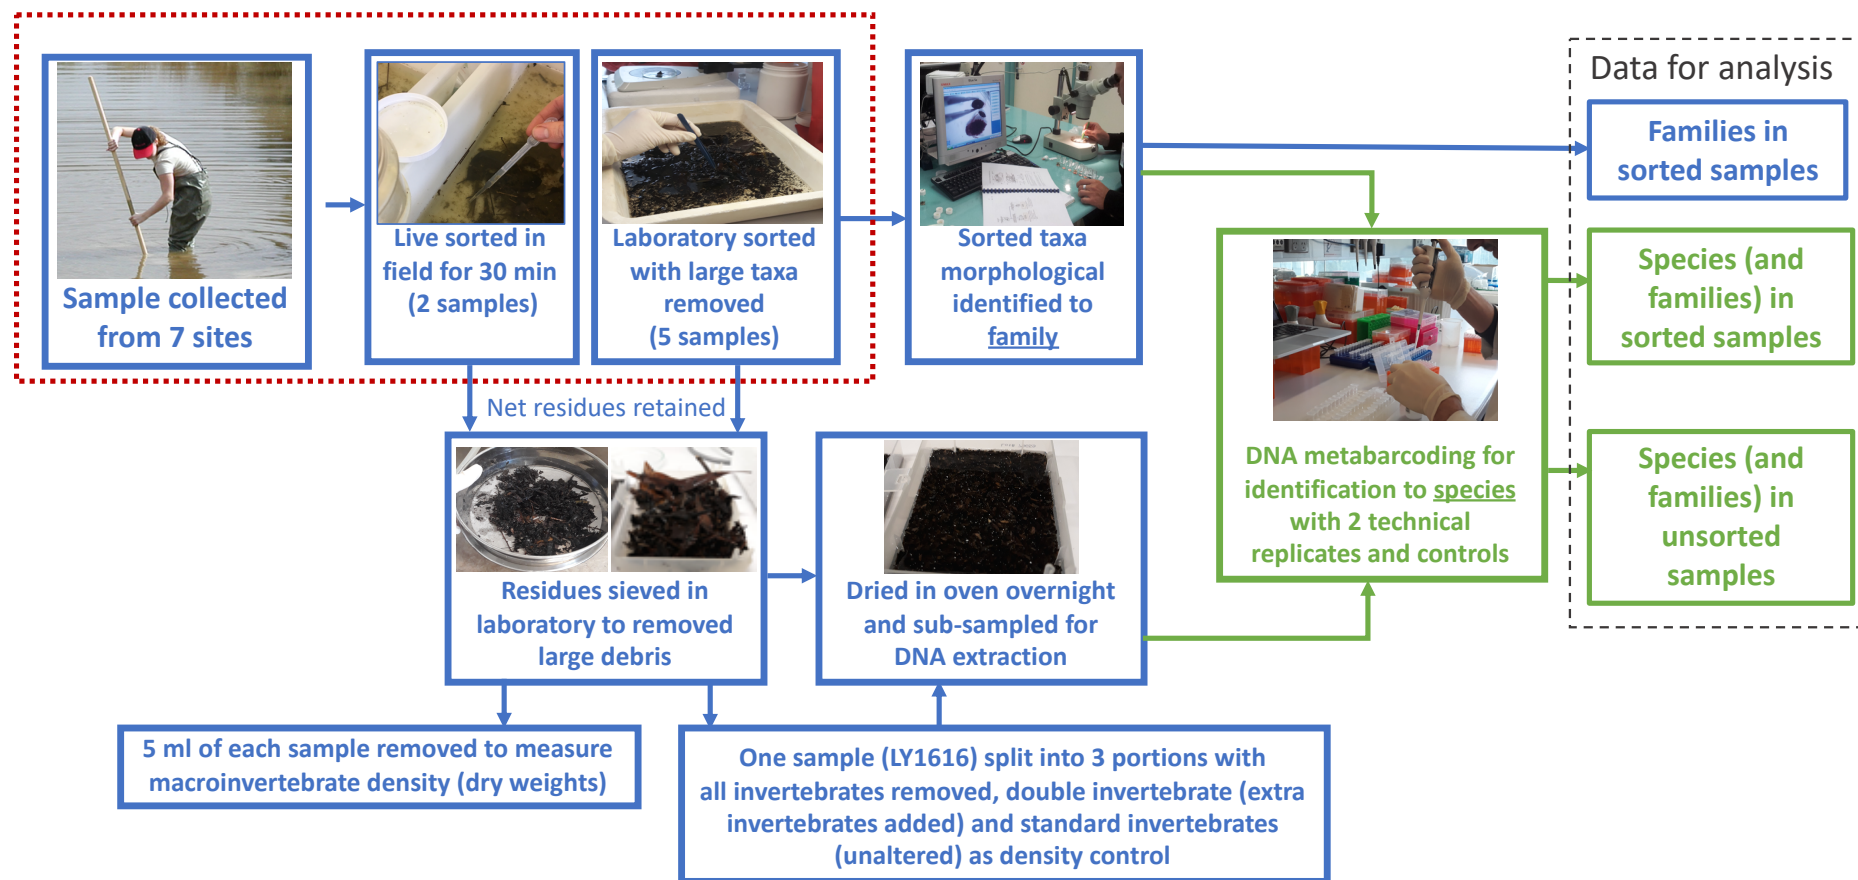 Sample collected
from 7 sites
Live sorted in
field for 30 min
(2 samples)
Laboratory sorted
with large taxa
removed
(5 samples)
Sorted taxa
morphological
identified to
family
Data for analysis
Families in
sorted samples
Species (and
families) in
sorted samples
Species (and
families) in
unsorted
samples
DNA metabarcoding for
identification to species
with 2 technical
replicates and controls
Net residues retained
Residues sieved in
laboratory to removed
large debris
Dried in oven overnight
and sub-sampled for
DNA extraction
5 ml of each sample removed to measure
macroinvertebrate density (dry weights)
One sample (LY1616) split into 3 portions with
all invertebrates removed, double invertebrate (extra
invertebrates added) and standard invertebrates
(unaltered) as density control